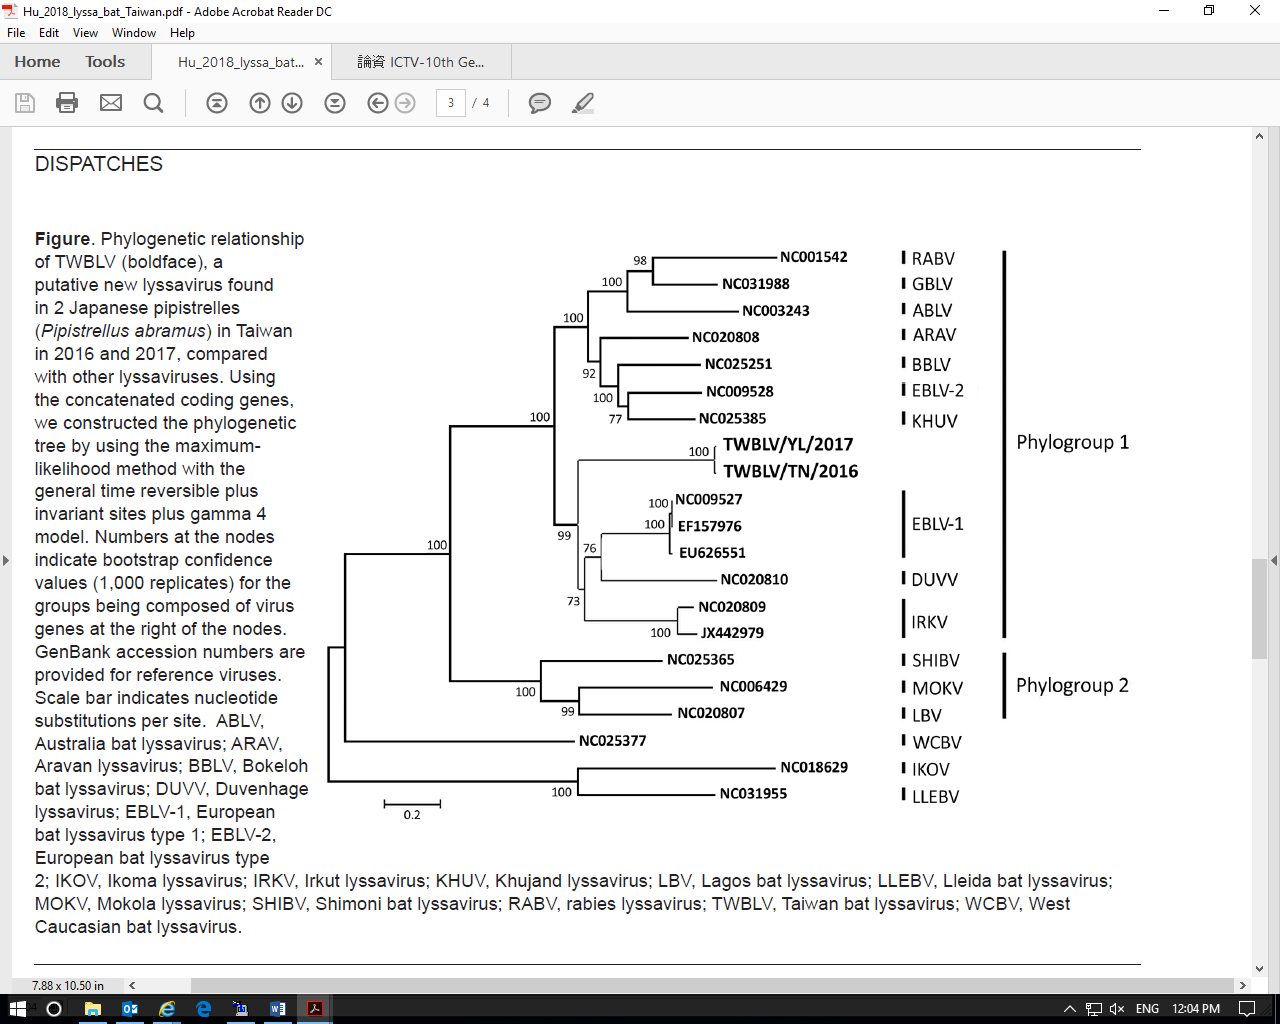 Hu_2018_lyssa_bat_Taiwan.pdf - Adobe Acrobat Reader DC
File Edit View Window Help
Home Tools Hu_2018_lyssa_bat... × 論資 ICTV-10th Ge...
3 / 4
DISPATCHES
Figure. Phylogenetic relationship
of TWBLV (boldface), a
putative new lyssavirus found
in 2 Japanese pipistrelles
(Pipistrellus abramus) in Taiwan
in 2016 and 2017, compared
with other lyssaviruses. Using
the concatenated coding genes,
we constructed the phylogenetic
tree by using the maximum-
likelihood method with the
general time reversible plus
invariant sites plus gamma 4
model. Numbers at the nodes
indicate bootstrap confidence
values (1,000 replicates) for the
groups being composed of virus
genes at the right of the nodes.
GenBank accession numbers are
provided for reference viruses.
Scale bar indicates nucleotide
substitutions per site. ABLV,
Australia bat lyssavirus; ARAV,
Aravan lyssavirus; BBLV, Bokeloh
bat lyssavirus; DUVV, Duvenhage
lyssavirus; EBLV-1, European
bat lyssavirus type 1; EBLV-2,
European bat lyssavirus type
2; IKOV, Ikoma lyssavirus; IRKV, Irkut lyssavirus; KHUV, Khujand lyssavirus; LBV, Lagos bat lyssavirus; LLEBV, Lleida bat lyssavirus;
MOKV, Mokola lyssavirus; SHIBV, Shimoni bat lyssavirus; RABV, rabies lyssavirus; TWBLV, Taiwan bat lyssavirus; WCBV, West
Caucasian bat lyssavirus.
98 NC001542 RABV
100 NC031988 GBLV
NC003243 ABLV
100
NC020808 ARAV
92 NC025251 BBLV
100 NC009528 EBLV-2
77 NC025385 KHUV
100
Phylogroup 1
100 TWBLV/YL/2017
TWBLV/TN/2016
100 NC009527
100 EF157976 EBLV-1
99
76 EU626551
100
NC020810 DUVV
73 NC020809
100 JX442979 IRKV
NC025365 SHIBV
100 NC006429 MOKV
Phylogroup 2
99 NC020807 LBV
NC025377 WCBV
NC018629 IKOV
100 NC031955 LLEBV
0.2
7.88 x 10.50 in
ENG 12:04 PM